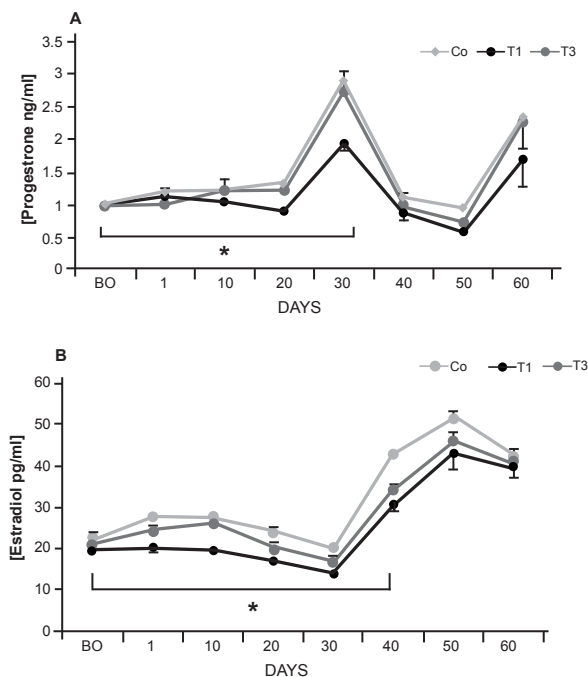 A
3.5
3
2.5
2
1.5
1
0.5
0
[Progestrone ng/ml]
Co T1 T3
*
BO 1 10 20 30 40 50 60
DAYS
B
60
50
40
30
20
10
0
[Estradiol pg/ml]
Co T1 T3
*
BO 1 10 20 30 40 50 60
DAYS